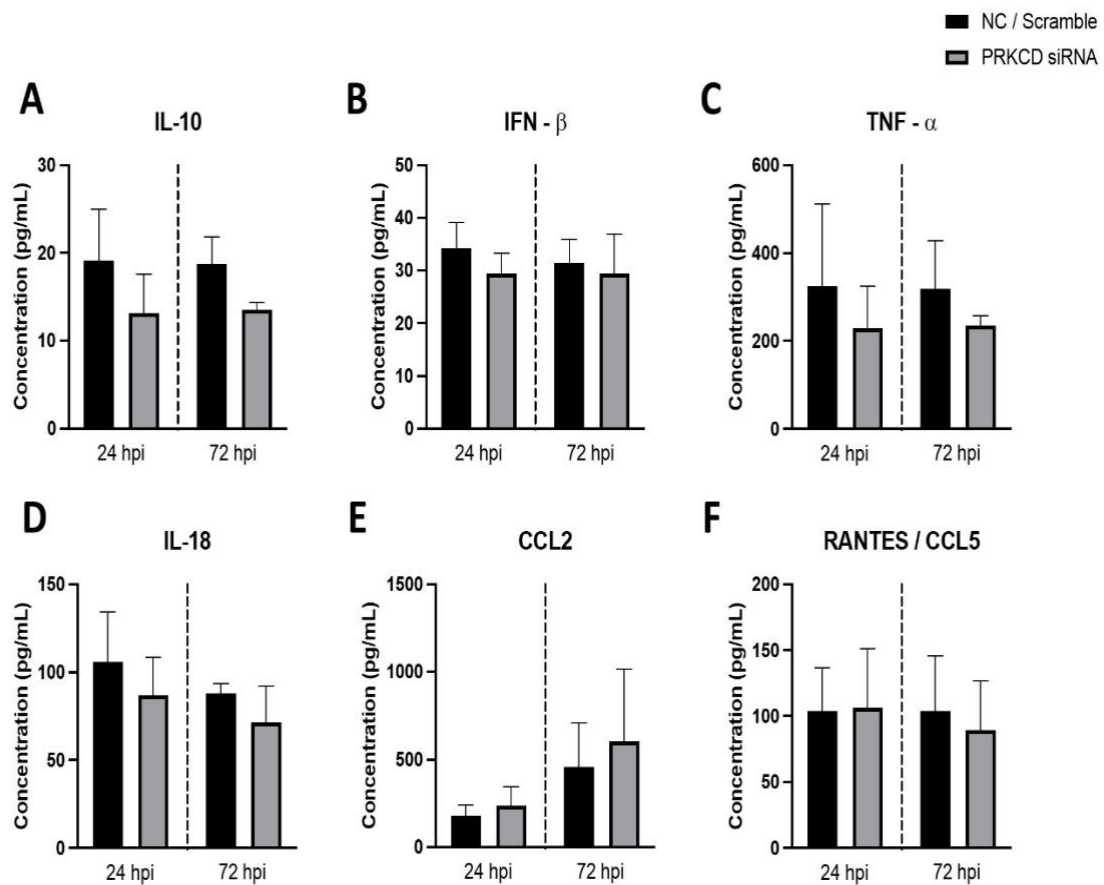 NC / Scramble
PRKCD siRNA
A
IL-10
Concentration (pg/mL)
30
20
10
0
24 hpi
72 hpi
B
IFN - β
Concentration (pg/mL)
50
40
30
20
10
0
24 hpi
72 hpi
C
TNF - α
Concentration (pg/mL)
600
400
200
0
24 hpi
72 hpi
D
IL-18
Concentration (pg/mL)
150
100
50
0
24 hpi
72 hpi
E
CCL2
Concentration (pg/mL)
1500
1000
500
0
24 hpi
72 hpi
F
RANTES / CCL5
Concentration (pg/mL)
200
150
100
50
0
24 hpi
72 hpi